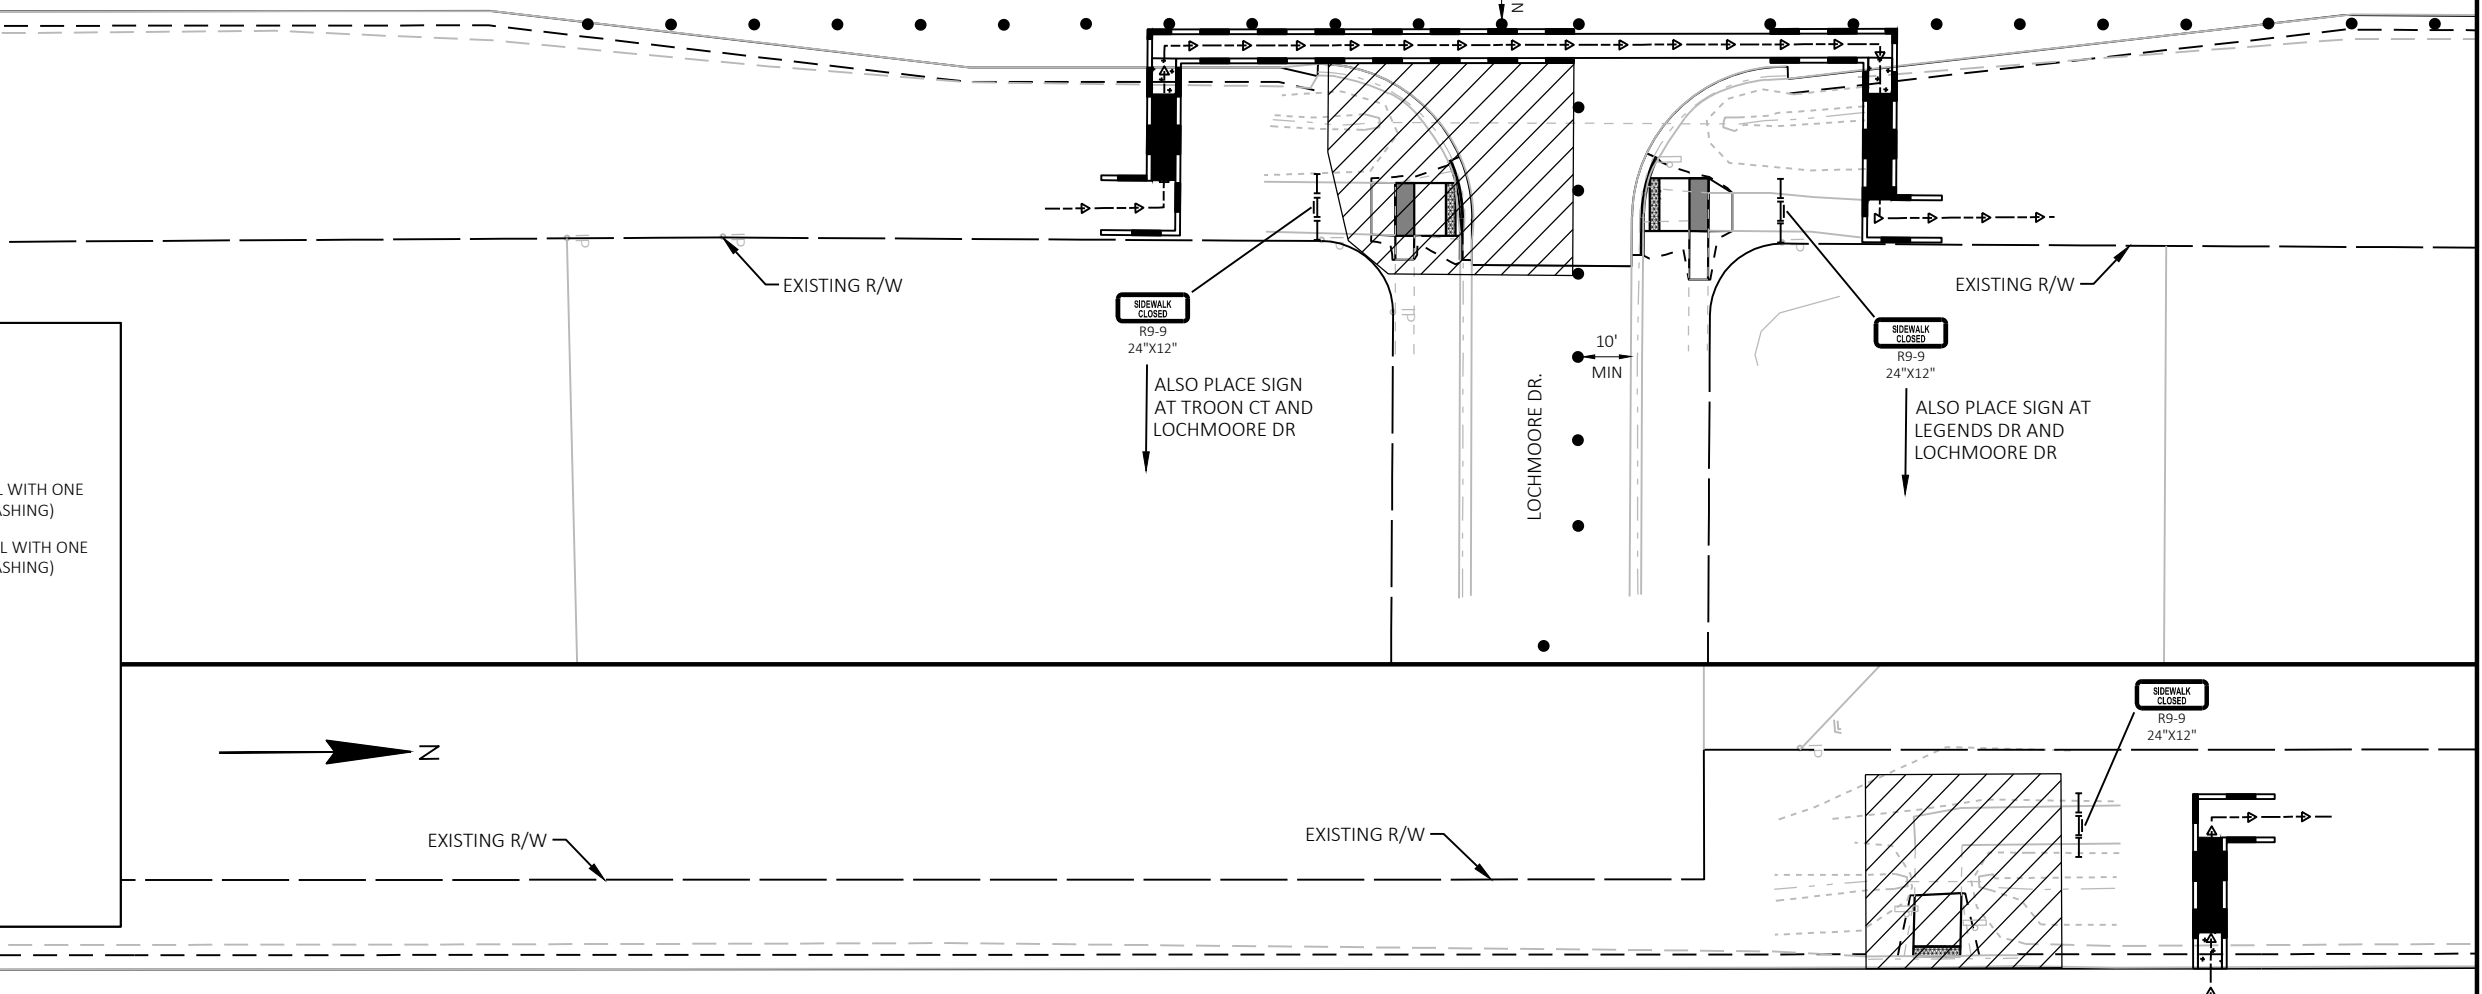 N
EXISTING R/W
SIDEWALK
CLOSED
R9-9
24"X12"
ALSO PLACE SIGN
AT TROON CT AND
LOCHMOORE DR
LOCHMOORE DR.
10'
MIN
SIDEWALK
CLOSED
R9-9
24"X12"
ALSO PLACE SIGN AT
LEGENDS DR AND
LOCHMOORE DR
EXISTING R/W
WITH ONE
ASHING)
WITH ONE
ASHING)
N
EXISTING R/W
EXISTING R/W
SIDEWALK
CLOSED
R9-9
24"X12"